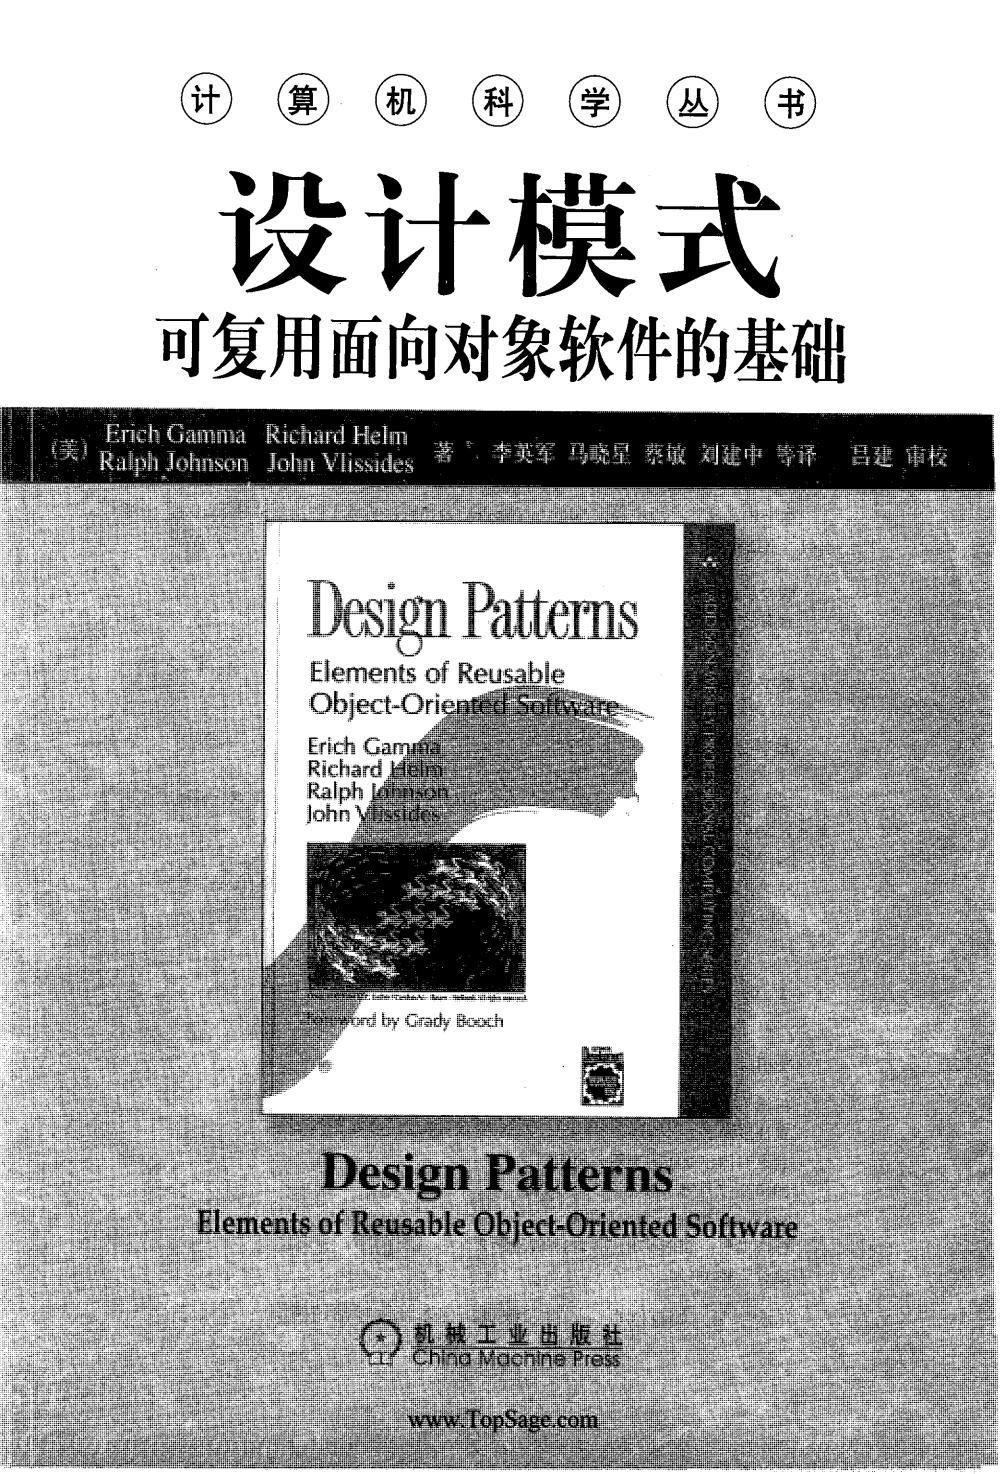 计算机科学丛书
设计模式
可复用面向对象软件的基础
(美) Erich Gamma Richard Helm
Ralph Johnson John Vlissides 著 李英军 马晓星 蔡敏 刘建中 等译 吕建 审校
Design Patterns
Elements of Reusable
Object-Oriented Software
Erich Gamma
Richard Helm
Ralph Johnson
John Vlissides
Foreword by Grady Booch
Design Patterns
Elements of Reusable Object-Oriented Software
机械工业出版社
China Machine Press
www.TopSage.com